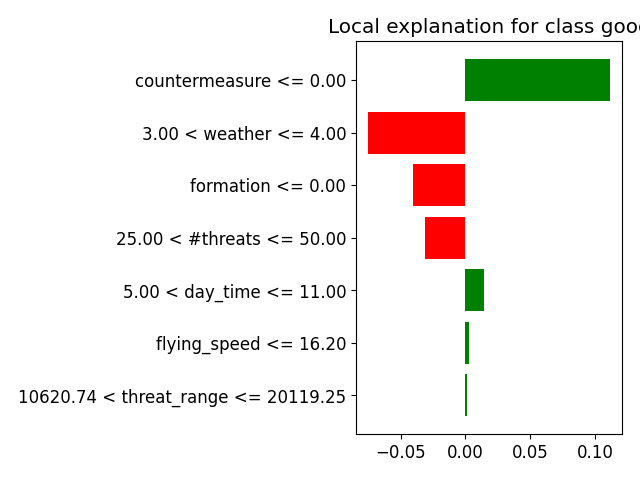 Local explanation for class good
countermeasure <= 0.00
3.00 < weather <= 4.00
formation <= 0.00
25.00 < #threats <= 50.00
5.00 < day_time <= 11.00
flying_speed <= 16.20
10620.74 < threat_range <= 20119.25
−0.05 0.00 0.05 0.10